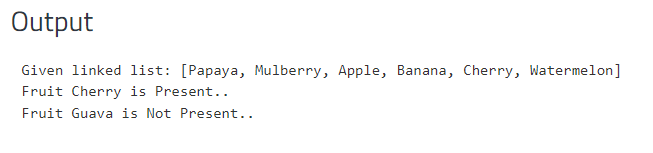 Output
Given linked list: [Papaya, Mulberry, Apple, Banana, Cherry, Watermelon]
Fruit Cherry is Present..
Fruit Guava is Not Present..